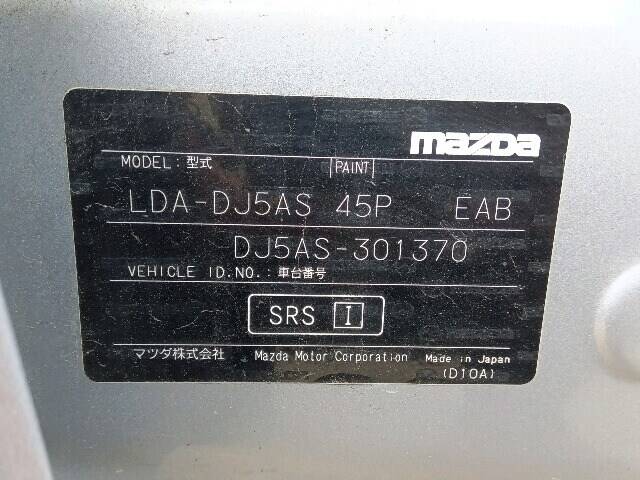 mazda
MODEL：型式 PAINT
LDA-DJ5AS 45P EAB
DJ5AS-301370
VEHICLE ID.NO.：車台番号
SRS I
マツダ株式会社 Mazda Motor Corporation Made in Japan
(D10A)